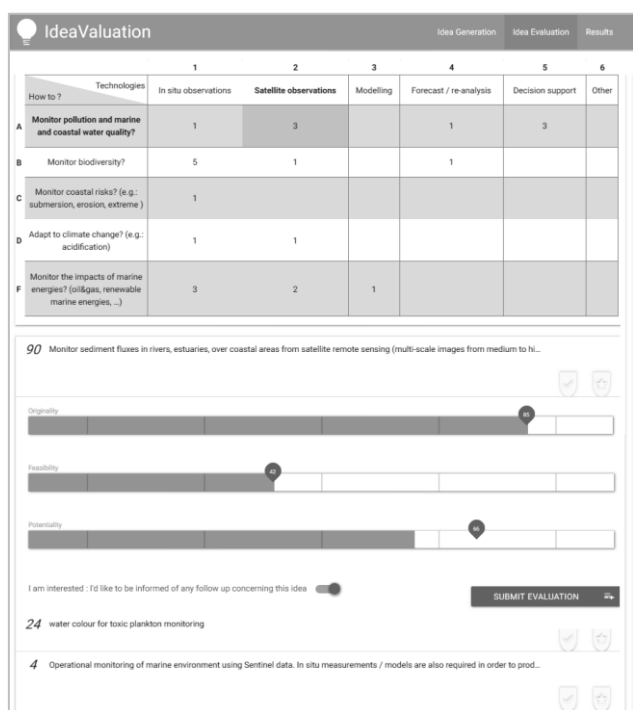 IdeaValuation
Idea Generation Idea Evaluation Results
1 2 3 4 5 6
Technologies
How to ?
In situ observations Satellite observations Modelling Forecast / re-analysis Decision support Other
A Monitor pollution and marine and coastal water quality? 1 3 1 3
B Monitor biodiversity? 5 1 1
C Monitor coastal risks? (e.g.: submersion, erosion, extreme ) 1
D Adapt to climate change? (e.g.: acidification) 1 1
F Monitor the impacts of marine energies? (oil&gas, renewable marine energies, ...) 3 2 1
90 Monitor sediment fluxes in rivers, estuaries, over coastal areas from satellite remote sensing (multi-scale images from medium to hi...
Originality
85
Feasibility
42
Potentiality
66
I am interested : I'd like to be informed of any follow up concerning this idea
SUBMIT EVALUATION
24 water colour for toxic plankton monitoring
4 Operational monitoring of marine environment using Sentinel data. In situ measurements / models are also required in order to prod...